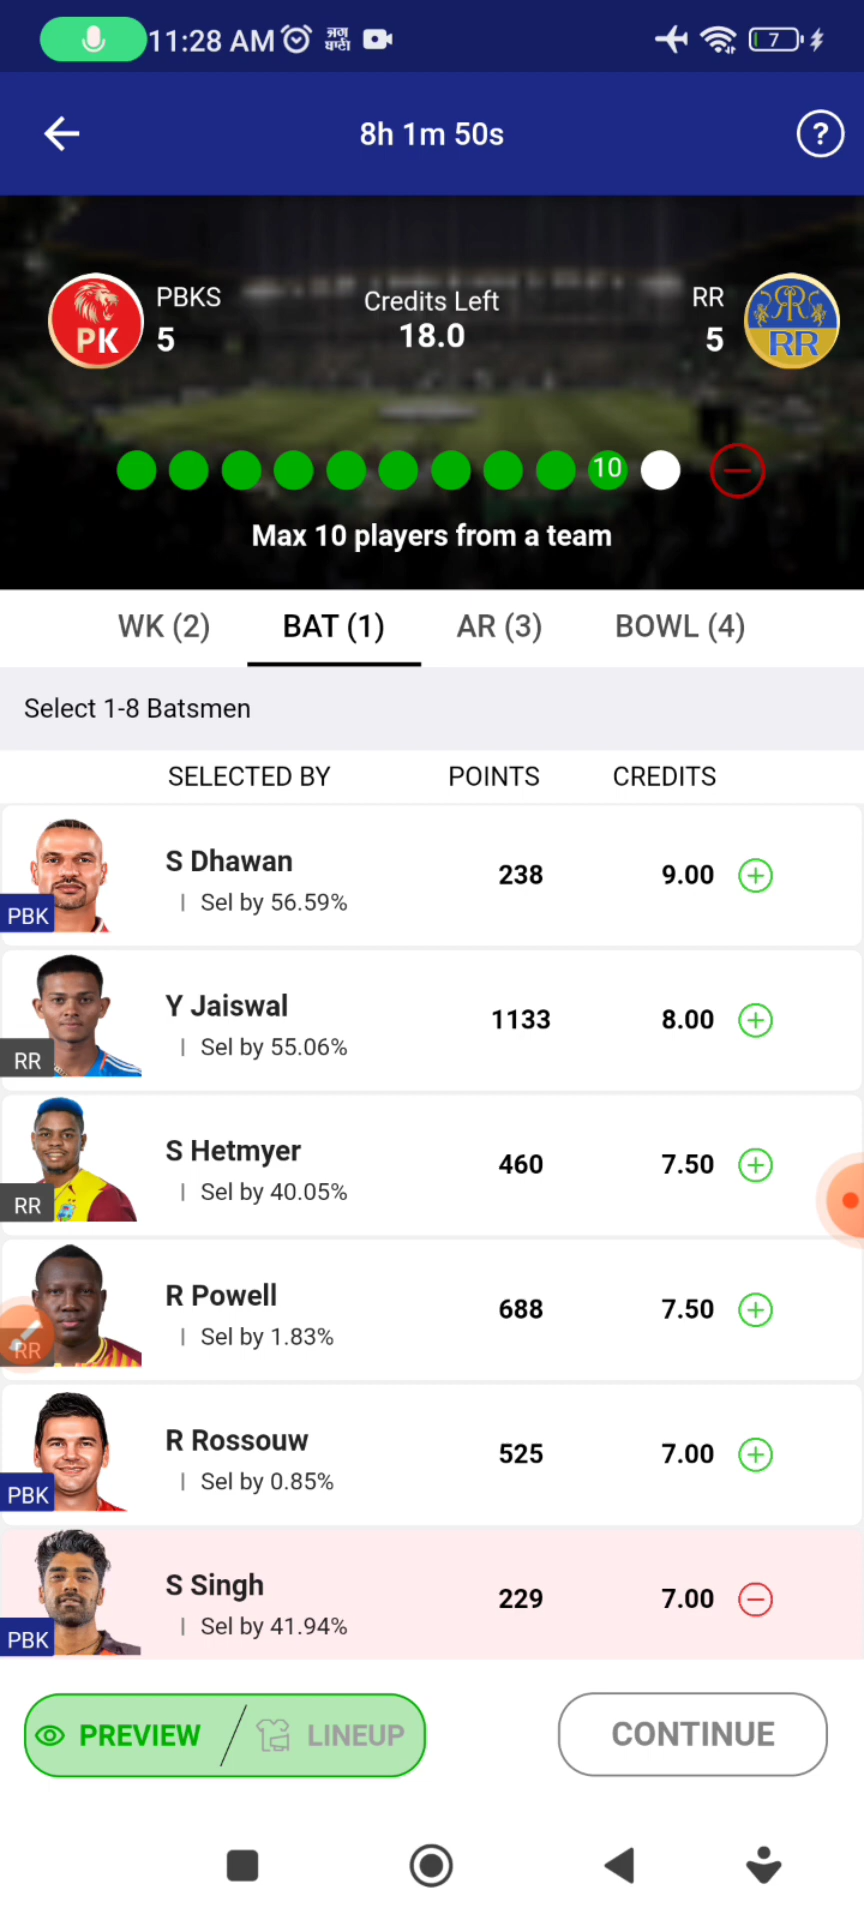 11:28 AM
7
8h 1m 50s
?
PBKS
5
Credits Left
18.0
RR
5
PK
RR
10
Max 10 players from a team
WK (2)
BAT (1)
AR (3)
BOWL (4)
Select 1-8 Batsmen
SELECTED BY
POINTS
CREDITS
S Dhawan
238
9.00
Sel by 56.59%
PBK
Y Jaiswal
1133
8.00
Sel by 55.06%
RR
S Hetmyer
460
7.50
Sel by 40.05%
RR
R Powell
688
7.50
Sel by 1.83%
RR
R Rossouw
525
7.00
Sel by 0.85%
PBK
S Singh
229
7.00
Sel by 41.94%
PBK
PREVIEW
LINEUP
CONTINUE